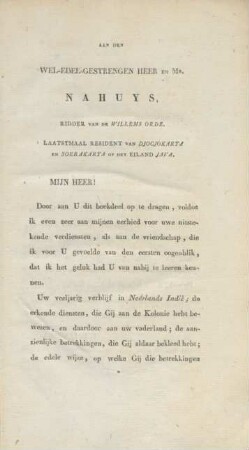 AAN DEN
WEL-EDEL-GESTRENGEN HEER EN Mr.
NAHUYS,
RIDDER VAN DE WILLEMS ORDE,
LAATSTMAAL RESIDENT VAN DJOCJOKARTA
EN SOERAKARTA OP HET EILAND JAVA.
MIJN HEER!
Door aan U dit boekdeel op te dragen, voldoe
ik even zeer aan mijnen eerbied voor uwe uitste-
kende verdiensten, als aan de vriendschap, die
ik voor U gevoelde van den eersten oogenblik,
dat ik het geluk had U van nabij te leeren ken-
nen.
Uw veeljarig verblijf in Nederlands Indië; de
erkende diensten, die Gij aan de Kolonie hebt be-
wezen, en daardoor aan uw vaderland; de aan-
zienlijke betrekkingen, die Gij aldaar bekleed hebt;
de edele wijze, op welke Gij die betrekkingen
*